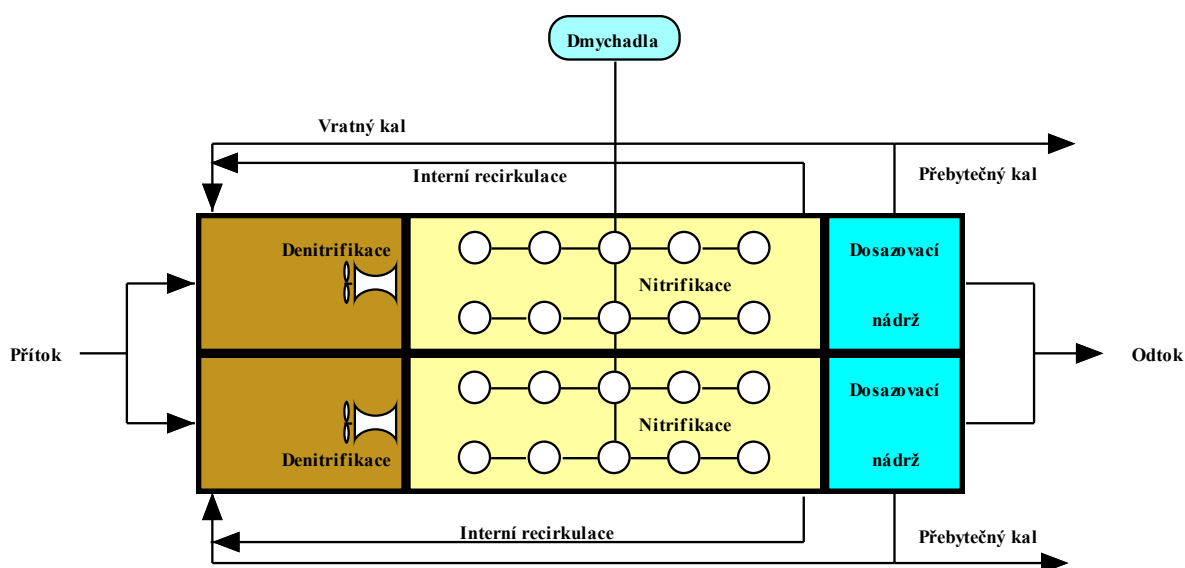 Dmychadla
Vratný kal
Interní recirkulace
Přebytečný kal
Denitrifikace
Dosazovací
Nitrifikace
nádrž
Přítok
Odtok
Dosazovací
Nitrifikace
Denitrifikace
nádrž
Interní recirkulace
Přebytečný kal